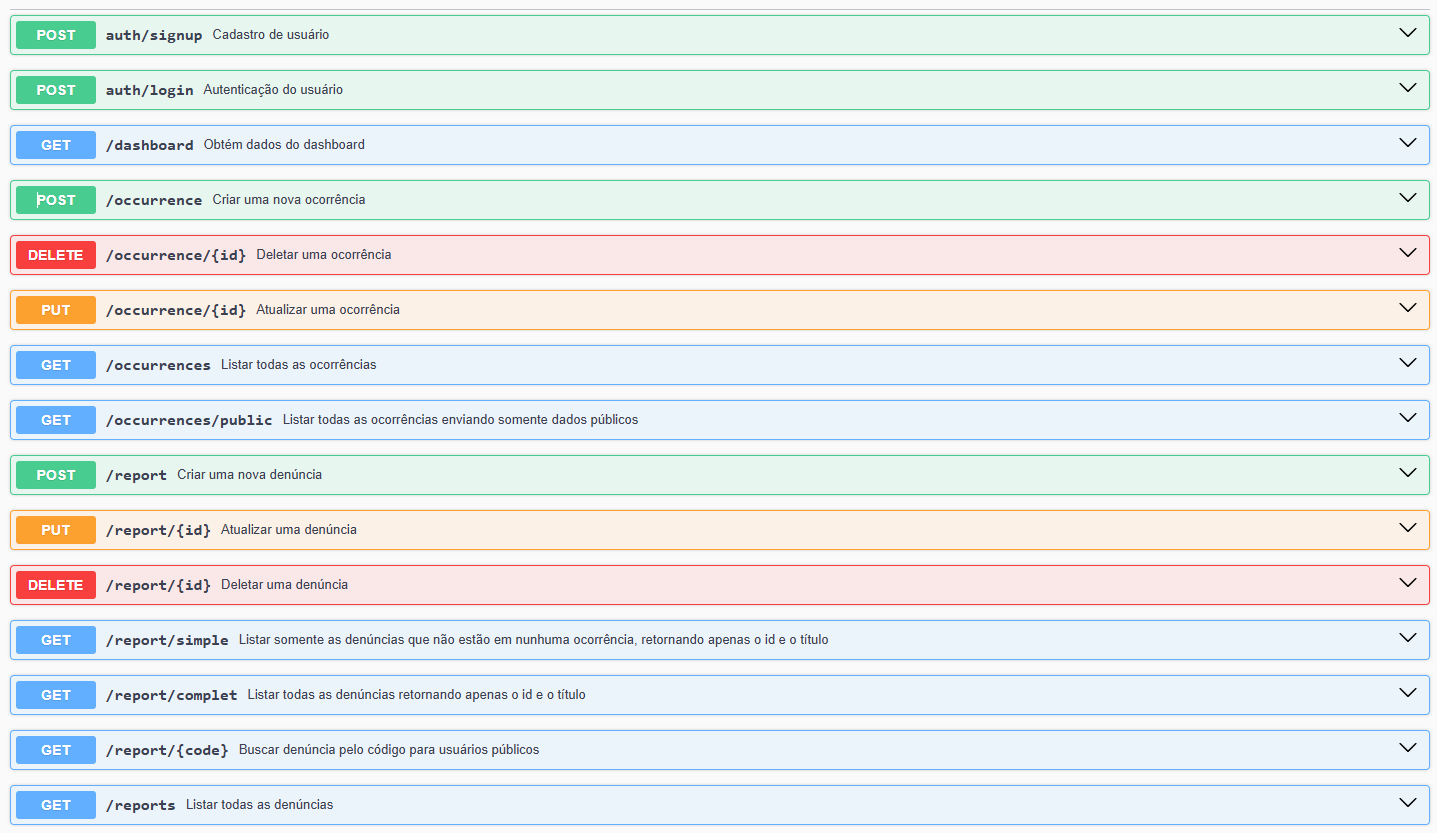 POST auth/signup Cadastro de usuário
POST auth/login Autenticação do usuário
GET /dashboard Obtém dados do dashboard
POST /occurrence Criar uma nova ocorrência
DELETE /occurrence/{id} Deletar uma ocorrência
PUT /occurrence/{id} Atualizar uma ocorrência
GET /occurrences Listar todas as ocorrências
GET /occurrences/public Listar todas as ocorrências enviando somente dados públicos
POST /report Criar uma nova denúncia
PUT /report/{id} Atualizar uma denúncia
DELETE /report/{id} Deletar uma denúncia
GET /report/simple Listar somente as denúncias que não estão em nunhuma ocorrência, retornando apenas o id e o título
GET /report/complet Listar todas as denúncias retornando apenas o id e o título
GET /report/{code} Buscar denúncia pelo código para usuários públicos
GET /reports Listar todas as denúncias